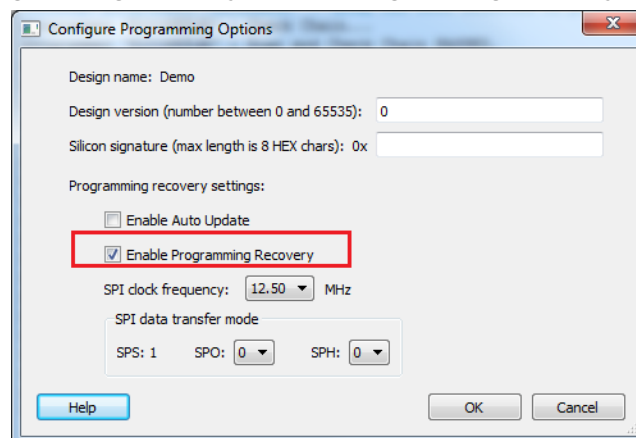 Configure Programming Options
Design name: Demo
Design version (number between 0 and 65535): 0
Silicon signature (max length is 8 HEX chars): 0x
Programming recovery settings:
Enable Auto Update
Enable Programming Recovery
SPI clock frequency: 12.50 MHz
SPI data transfer mode
SPS: 1 SPO: 0 SPH: 0
Help OK Cancel